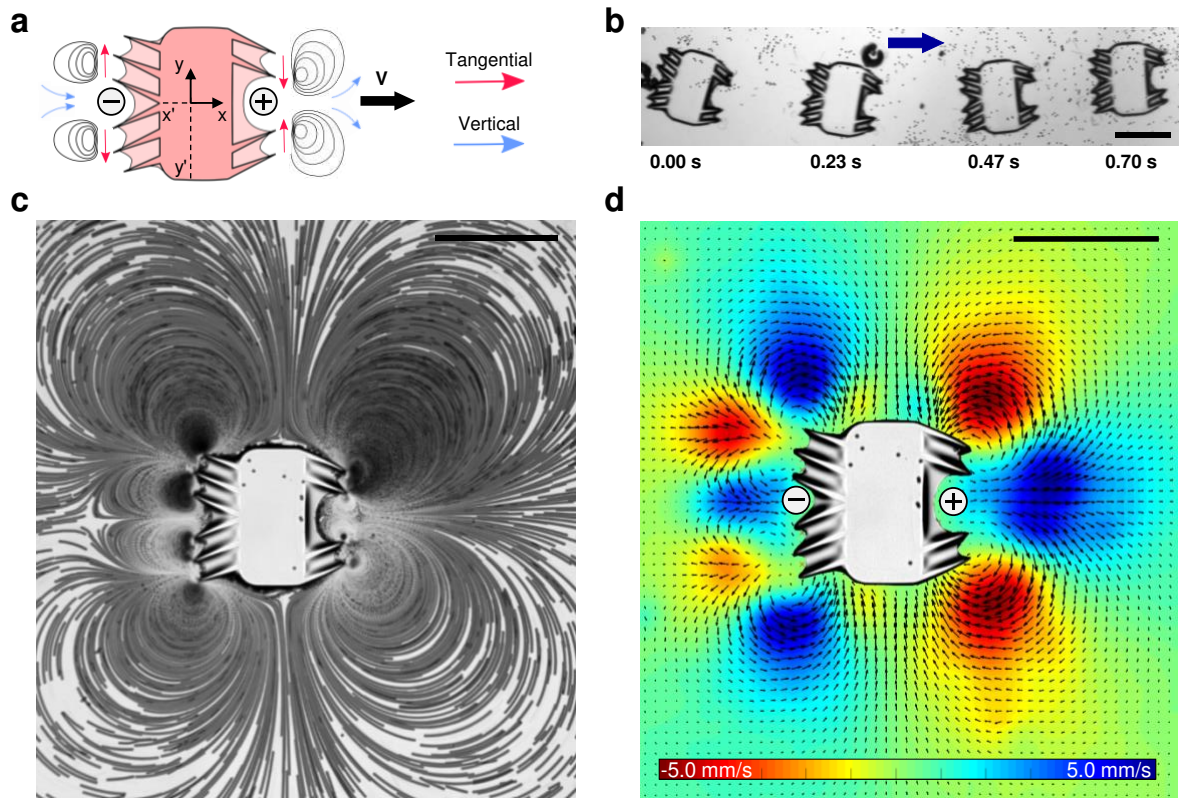 a
y
x'
x
y'
−
+
v
Tangential
Vertical
b
0.00 s
0.23 s
0.47 s
0.70 s
c
d
−
+
-5.0 mm/s
5.0 mm/s